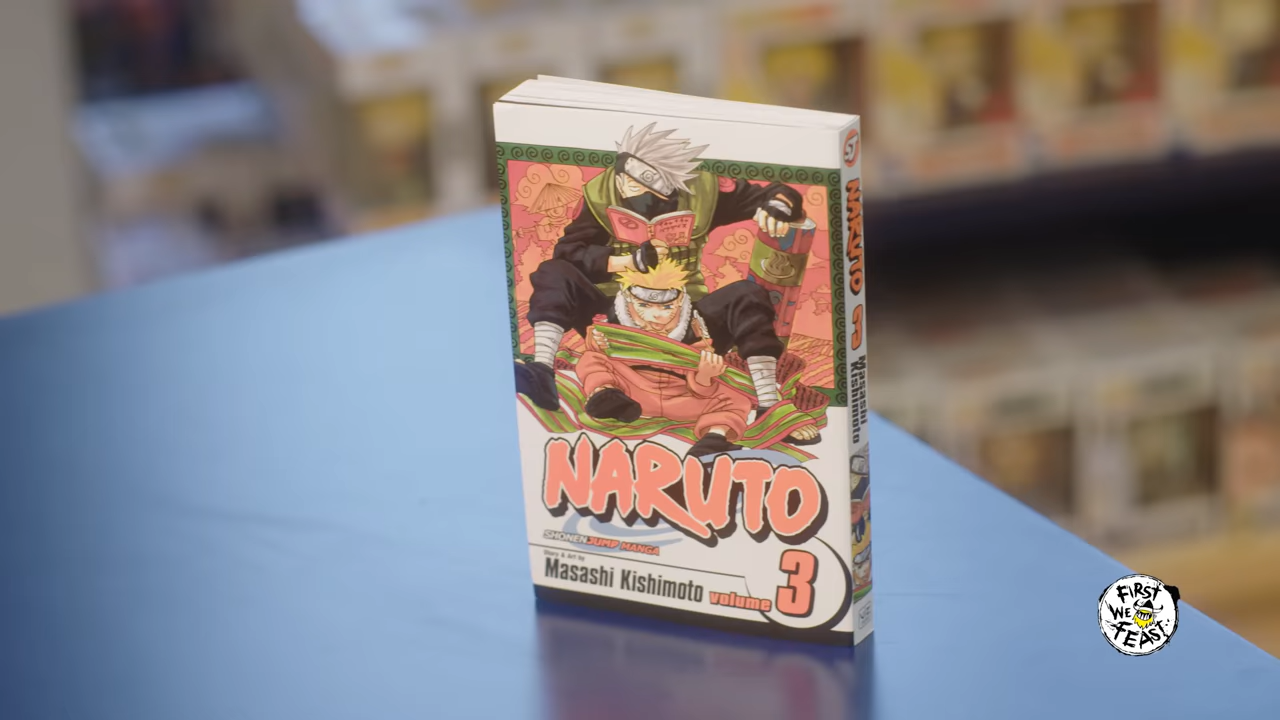 NARUTO
SHONEN JUMP MANGA
Story & Art by
Masashi Kishimoto
volume 3
NARUTO 3 Masashi Kishimoto
FIRST
WE
FEAST